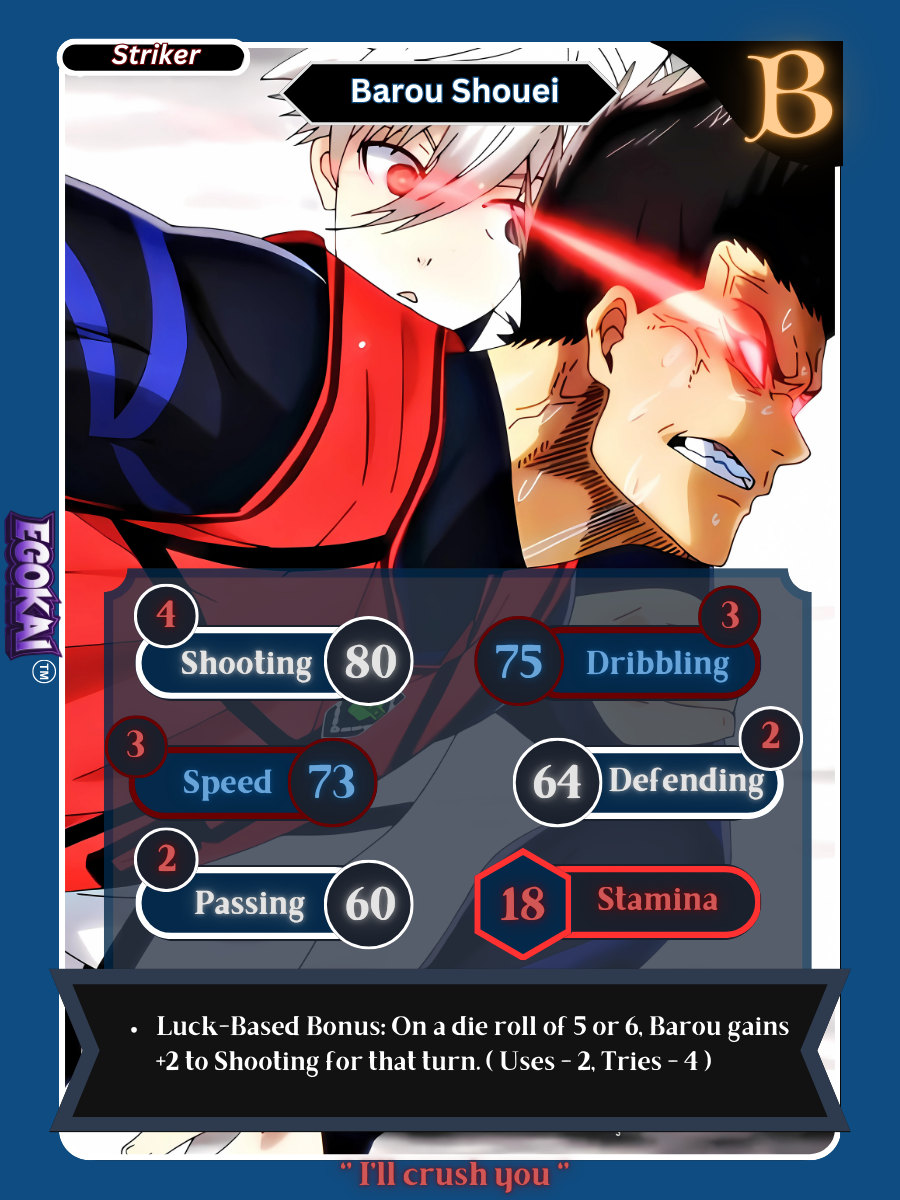 Striker
Barou Shouei
B
EGOKAI
TM
4
Shooting 80
3
75 Dribbling
3
Speed 73
2
64 Defending
2
Passing 60
18 Stamina
• Luck-Based Bonus: On a die roll of 5 or 6, Barou gains
+2 to Shooting for that turn. ( Uses - 2, Tries - 4 )
" I'll crush you "